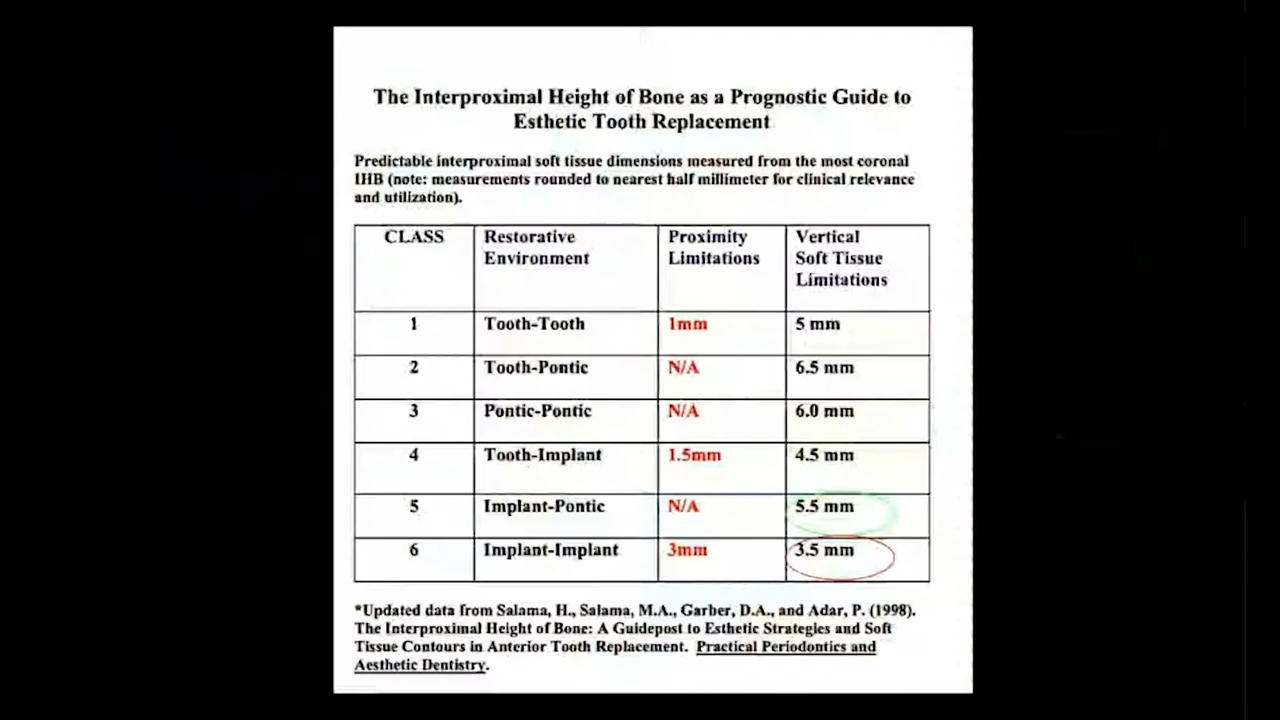 The Interproximal Height of Bone as a Prognostic Guide to
Esthetic Tooth Replacement
Predictable interproximal soft tissue dimensions measured from the most coronal
IHB (note: measurements rounded to nearest half millimeter for clinical relevance
and utilization).
CLASS Restorative Environment Proximity Limitations Vertical Soft Tissue Limitations
1 Tooth-Tooth 1mm 5 mm
2 Tooth-Pontic N/A 6.5 mm
3 Pontic-Pontic N/A 6.0 mm
4 Tooth-Implant 1.5mm 4.5 mm
5 Implant-Pontic N/A 5.5 mm
6 Implant-Implant 3mm 3.5 mm
*Updated data from Salama, H., Salama, M.A., Garber, D.A., and Adar, P. (1998).
The Interproximal Height of Bone: A Guidepost to Esthetic Strategies and Soft
Tissue Contours in Anterior Tooth Replacement. Practical Periodontics and
Aesthetic Dentistry.